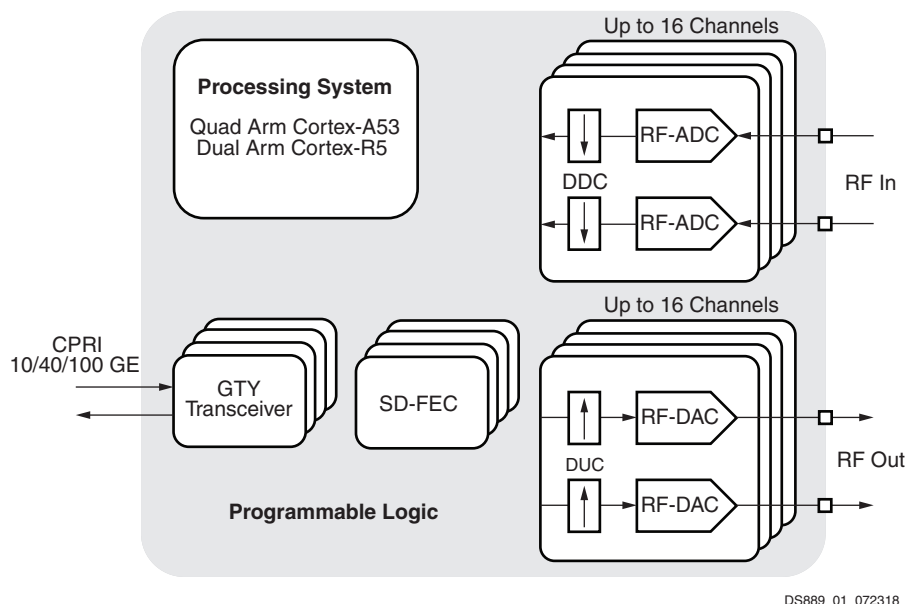 Up to 16 Channels
Processing System
Quad Arm Cortex-A53
Dual Arm Cortex-R5
RF-ADC
DDC
RF-ADC
RF In
Up to 16 Channels
CPRI
10/40/100 GE
GTY
Transceiver
SD-FEC
RF-DAC
DUC
RF-DAC
RF Out
Programmable Logic
DS889_01_072318